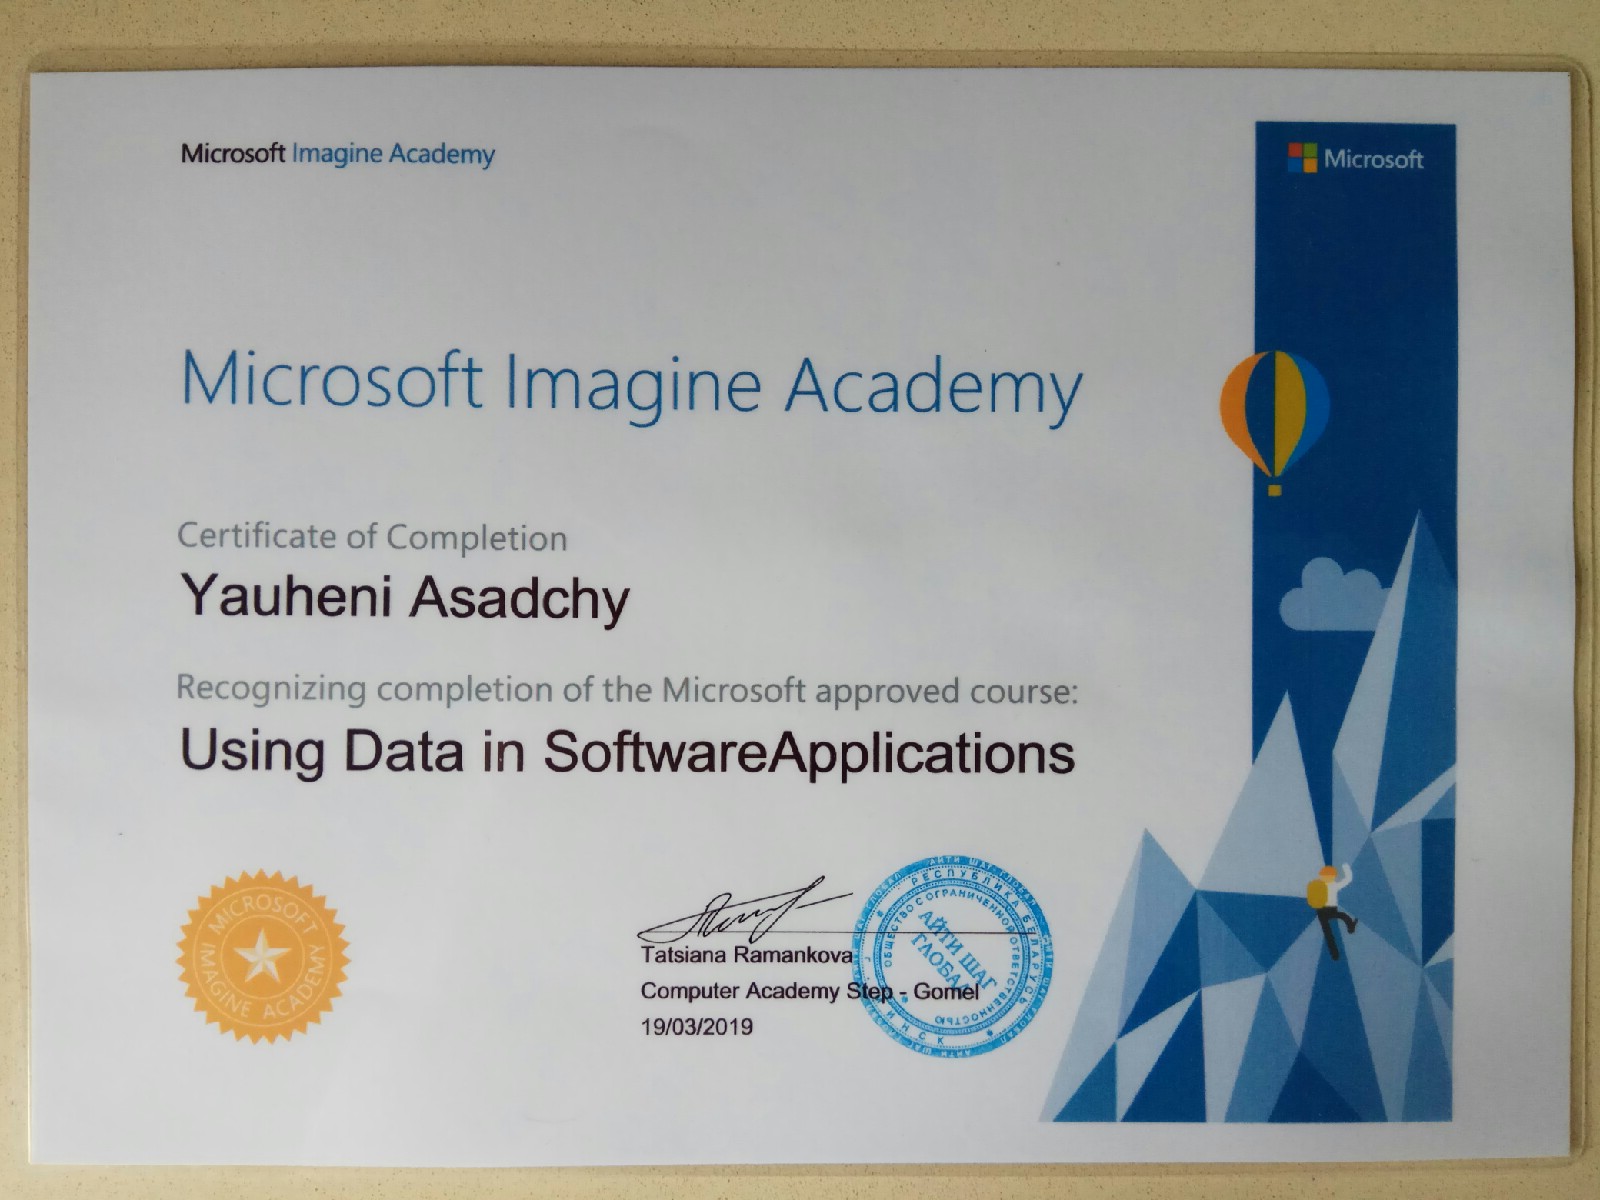 Microsoft Imagine Academy
Microsoft
Microsoft Imagine Academy
Certificate of Completion
Yauheni Asadchy
Recognizing completion of the Microsoft approved course:
Using Data in SoftwareApplications
MICROSOFT
IMAGINE ACADEMY
Tatsiana Ramankova
Computer Academy Step - Gomel
19/03/2019
РЕСПУБЛИКА БЕЛАРУСЬ
ОБЩЕСТВО С ОГРАНИЧЕННОЙ ОТВЕТСТВЕННОСТЬЮ
АЙТИ ШАГ
ГЛОБАЛ